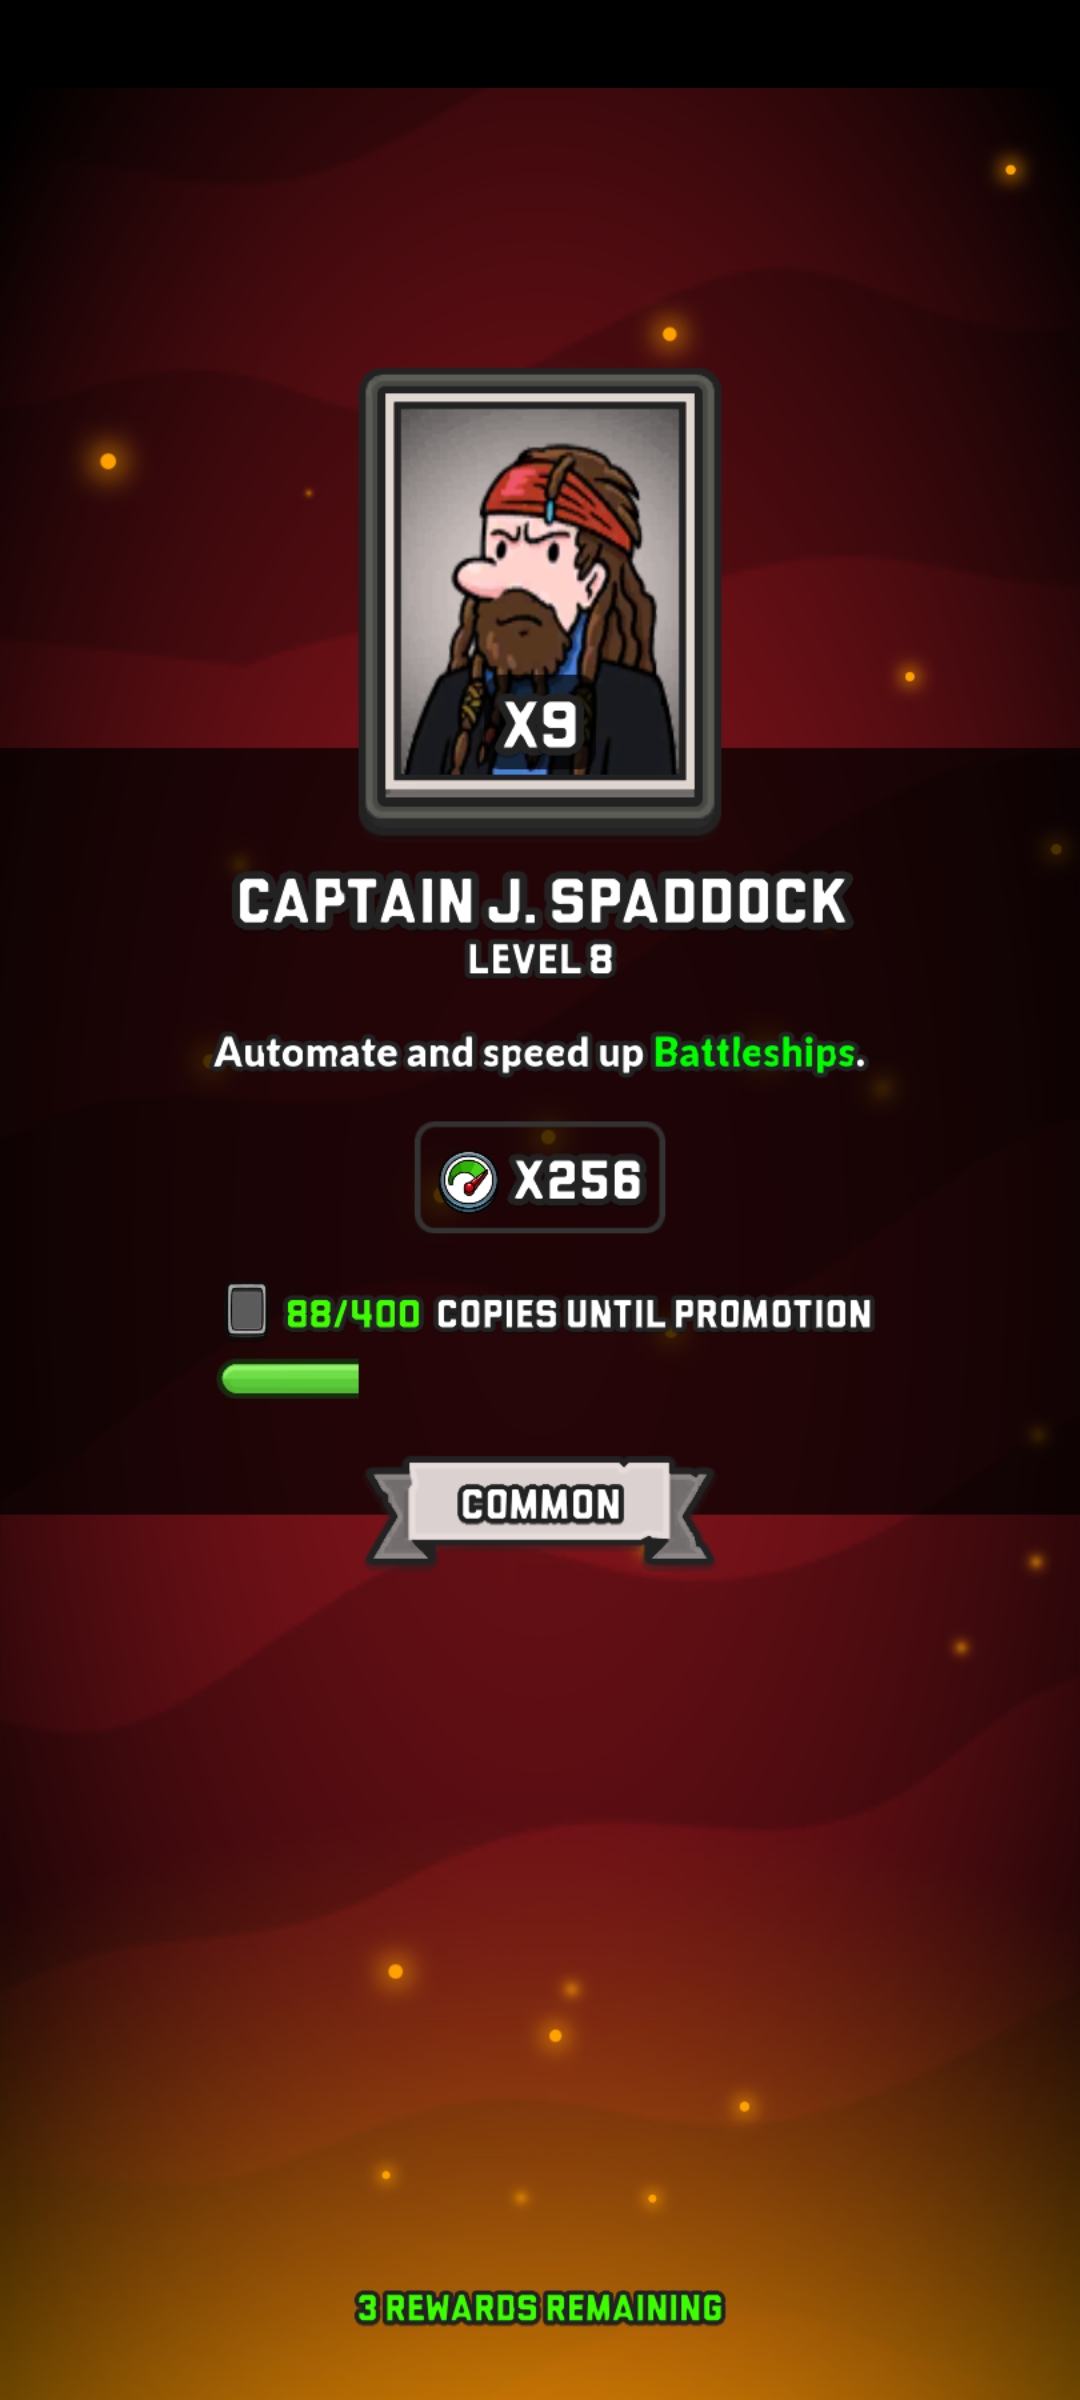 X9
CAPTAIN J. SPADDOCK
LEVEL 8
Automate and speed up Battleships.
X256
88/400 COPIES UNTIL PROMOTION
COMMON
3 REWARDS REMAINING